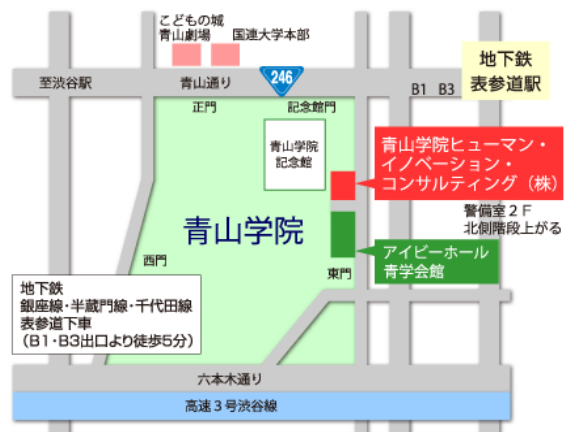 こどもの城
青山劇場
国連大学本部
地下鉄
表参道駅
至渋谷駅
青山通り
246
B1
B3
正門
記念館門
青山学院
記念館
青山学院ヒューマン・
イノベーション・
コンサルティング（株）
警備室２Ｆ
北側階段上がる
青山学院
アイビーホール
青学会館
西門
東門
地下鉄
銀座線・半蔵門線・千代田線
表参道下車
（B1・B3出口より徒歩5分）
六本木通り
高速３号渋谷線